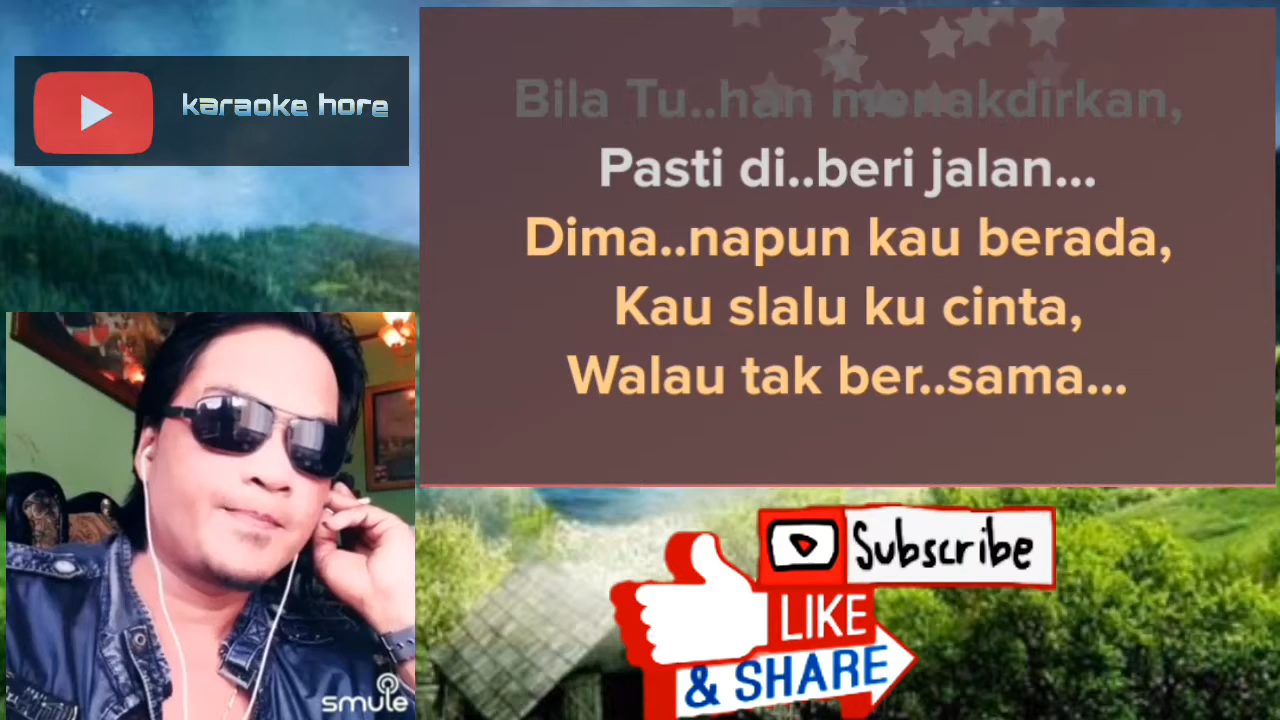 karaoke hore
Bila Tu..han menakdirkan,
Pasti di..beri jalan...
Dima..napun kau berada,
Kau slalu ku cinta,
Walau tak ber..sama...
Subscribe
LIKE
& SHARE
smule